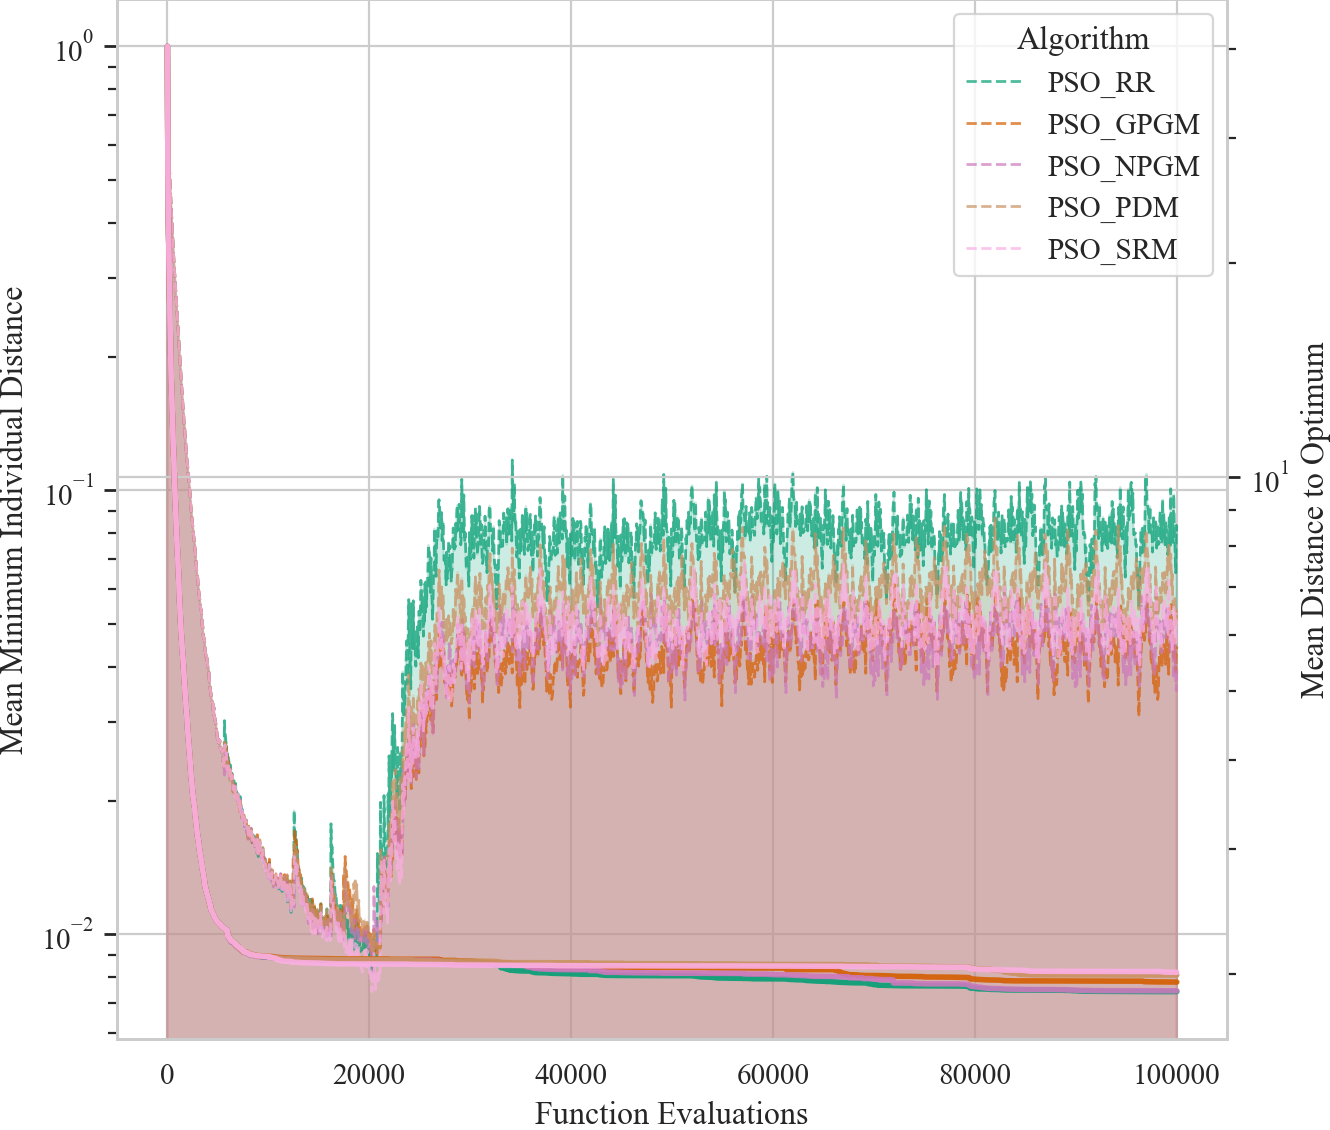 Mean Minimum Individual Distance
10^0
10^−1
10^−2
Algorithm
PSO_RR
PSO_GPGM
PSO_NPGM
PSO_PDM
PSO_SRM
10^1
Mean Distance to Optimum
0 20000 40000 60000 80000 100000
Function Evaluations